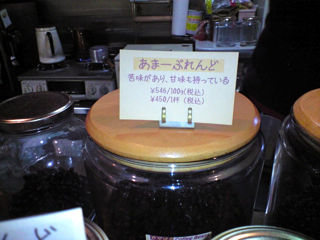 あまーぶれんど
苦味があり、甘味も持っている
¥546/100g(税込)
¥450/1杯(税込)